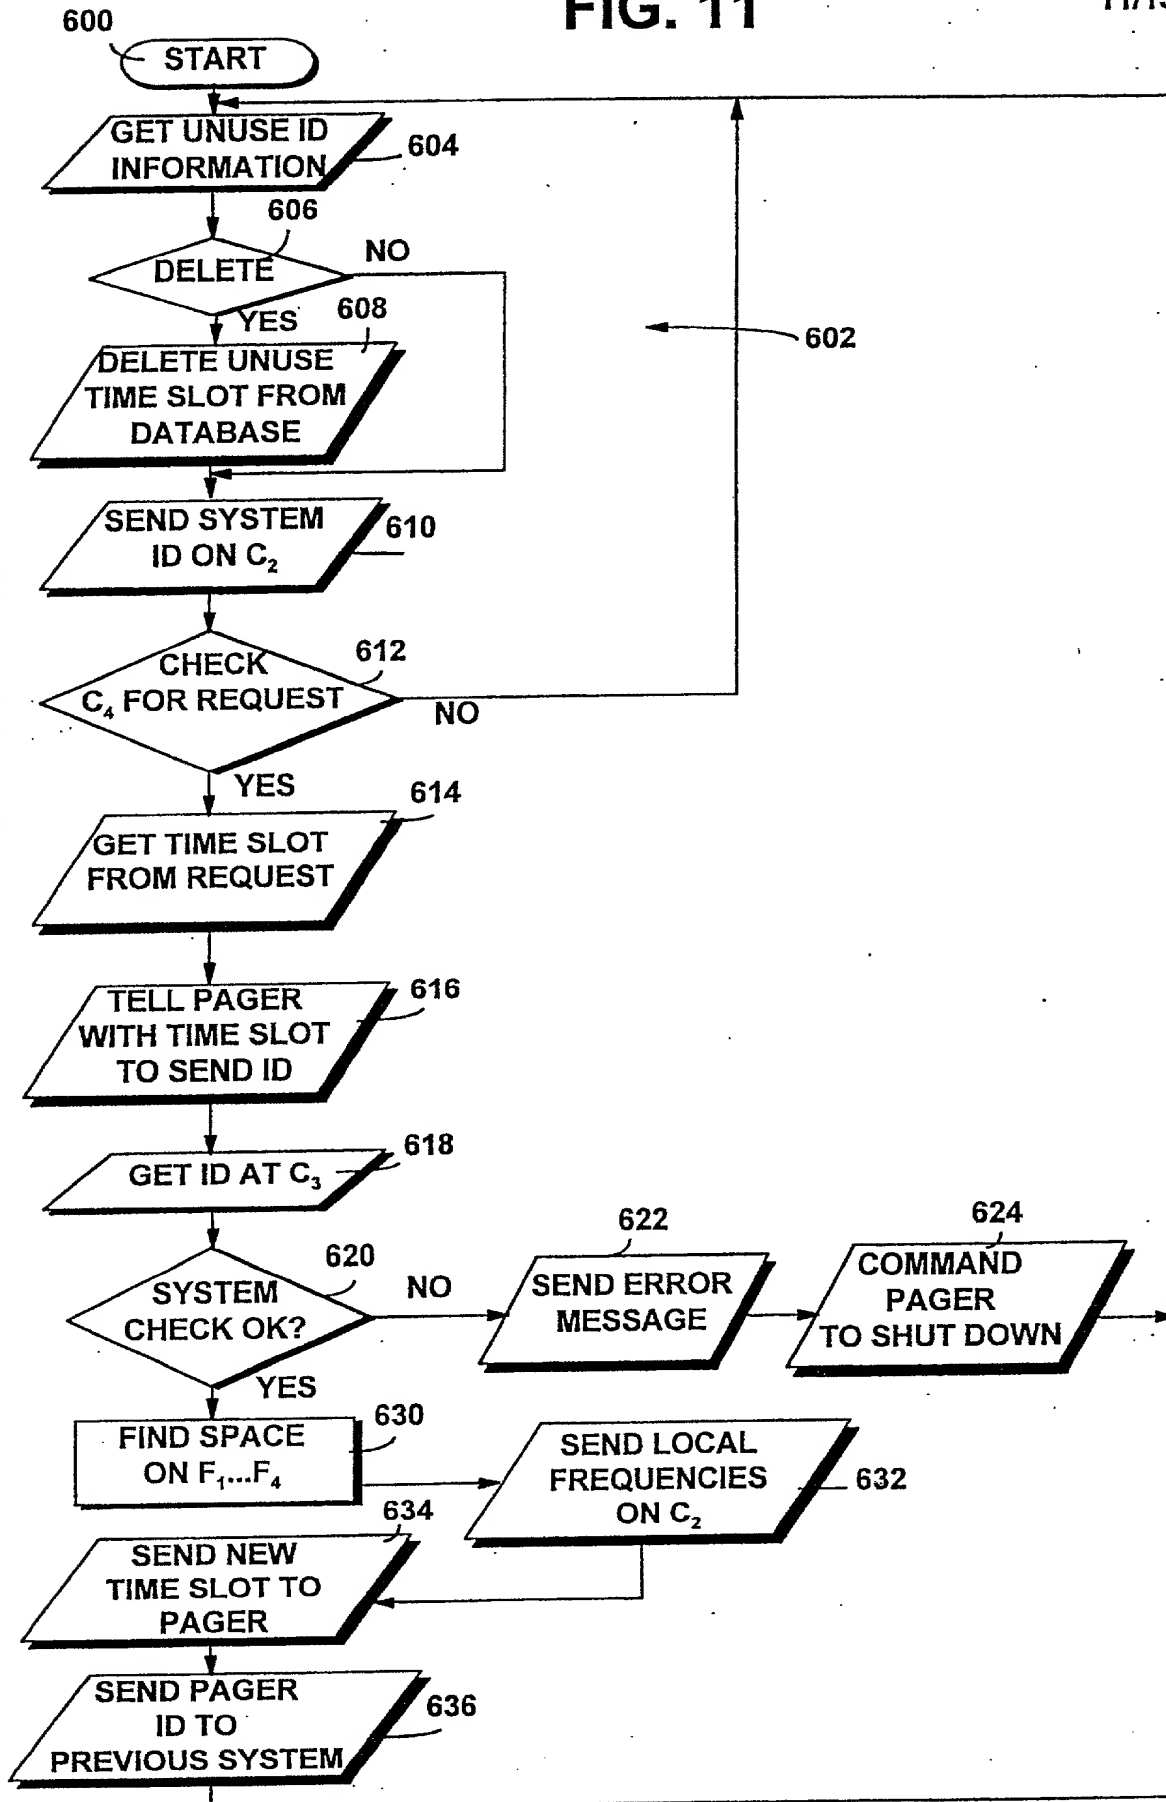 FIG. 11
600
START
GET UNUSE ID
INFORMATION
604
606
DELETE
NO
YES
608
DELETE UNUSE
TIME SLOT FROM
DATABASE
602
SEND SYSTEM
ID ON C₂
610
CHECK
C₄ FOR REQUEST
612
NO
YES
614
GET TIME SLOT
FROM REQUEST
TELL PAGER
WITH TIME SLOT
TO SEND ID
616
GET ID AT C₃
618
620
SYSTEM
CHECK OK?
NO
YES
622
SEND ERROR
MESSAGE
624
COMMAND
PAGER
TO SHUT DOWN
FIND SPACE
ON F₁...F₄
630
SEND LOCAL
FREQUENCIES
ON C₂
632
634
SEND NEW
TIME SLOT TO
PAGER
SEND PAGER
ID TO
PREVIOUS SYSTEM
636